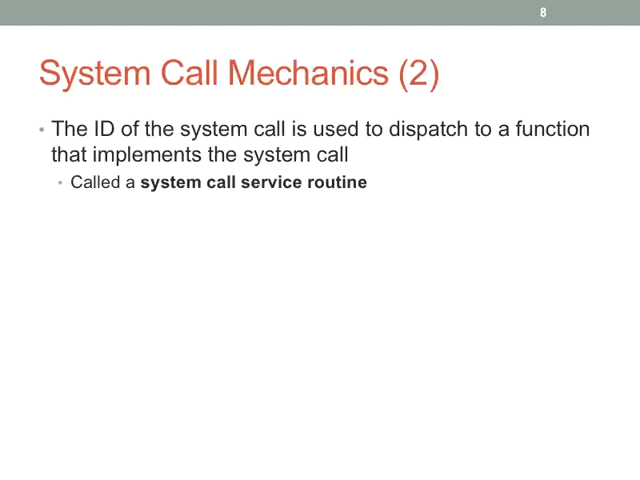 8
System Call Mechanics (2)
• The ID of the system call is used to dispatch to a function
that implements the system call
• Called a system call service routine